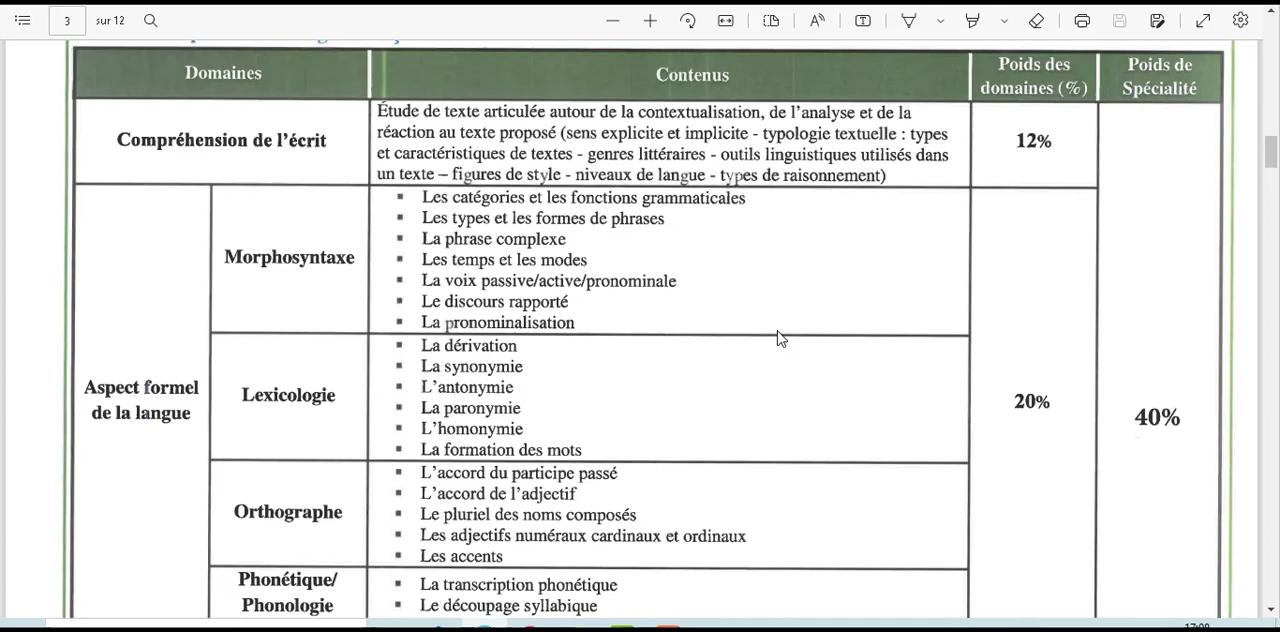 3
sur 12
Domaines
Contenus
Poids des
domaines (%)
Poids de
Spécialité
Compréhension de l'écrit
Étude de texte articulée autour de la contextualisation, de l'analyse et de la
réaction au texte proposé (sens explicite et implicite - typologie textuelle : types
et caractéristiques de textes - genres littéraires - outils linguistiques utilisés dans
un texte – figures de style - niveaux de langue - types de raisonnement)
12%
Aspect formel
de la langue
Morphosyntaxe
▪ Les catégories et les fonctions grammaticales
▪ Les types et les formes de phrases
▪ La phrase complexe
▪ Les temps et les modes
▪ La voix passive/active/pronominale
▪ Le discours rapporté
▪ La pronominalisation
Lexicologie
▪ La dérivation
▪ La synonymie
▪ L'antonymie
▪ La paronymie
▪ L'homonymie
▪ La formation des mots
Orthographe
▪ L'accord du participe passé
▪ L'accord de l'adjectif
▪ Le pluriel des noms composés
▪ Les adjectifs numéraux cardinaux et ordinaux
▪ Les accents
Phonétique/
Phonologie
▪ La transcription phonétique
▪ Le découpage syllabique
20%
40%